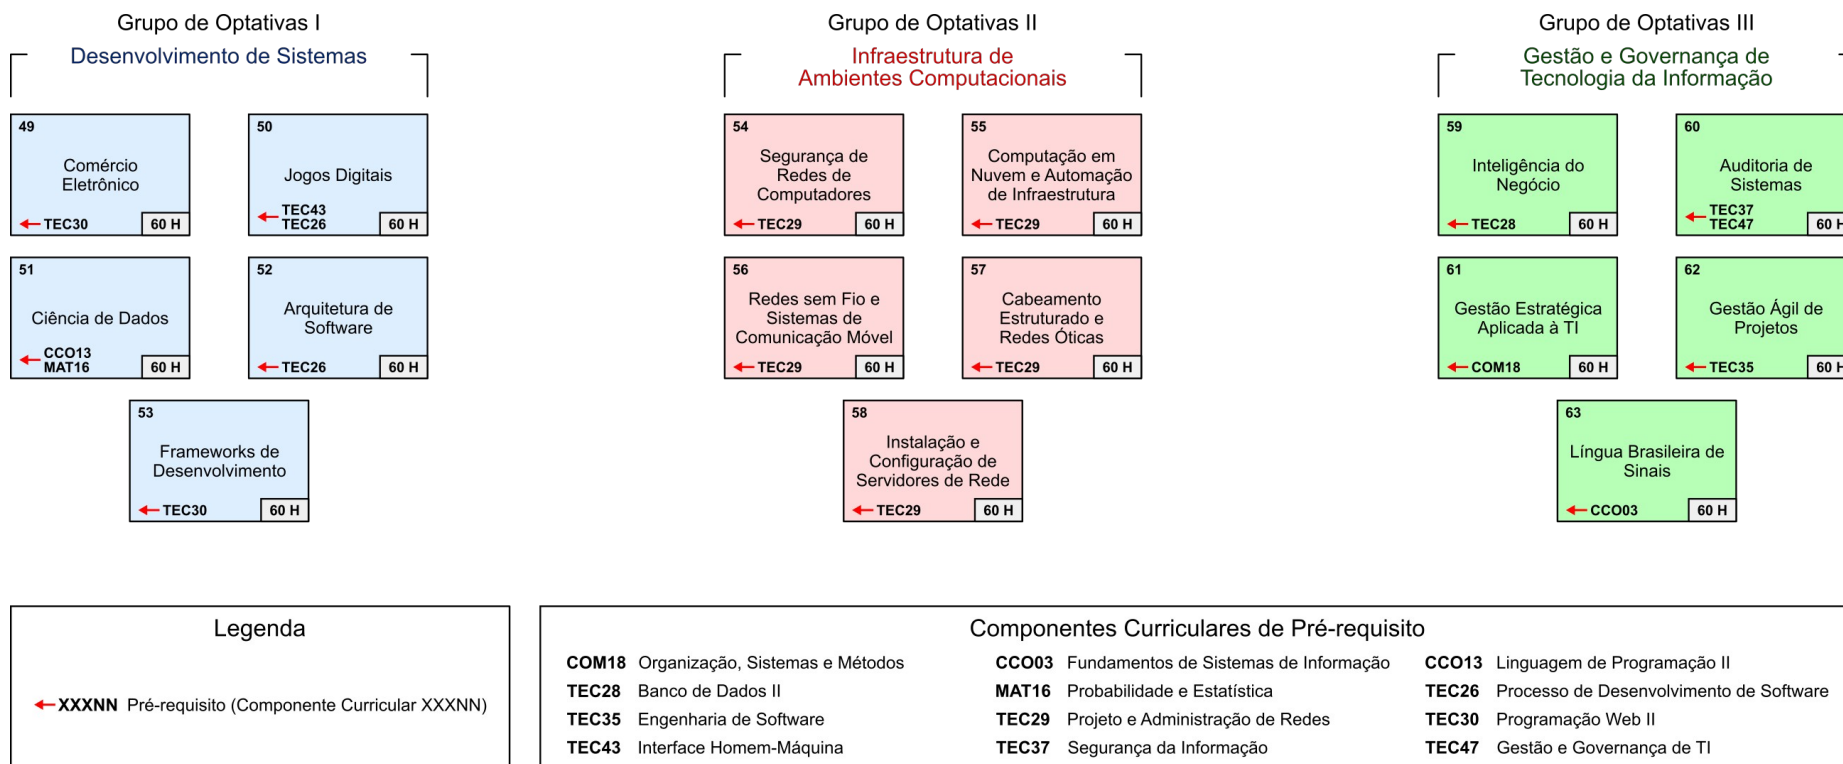 Grupo de Optativas I
Desenvolvimento de Sistemas
49
Comércio
Eletrônico
TEC30
60 H
50
Jogos Digitais
TEC43
TEC26
60 H
51
Ciência de Dados
CCO13
MAT16
60 H
52
Arquitetura de
Software
TEC26
60 H
53
Frameworks de
Desenvolvimento
TEC30
60 H
Grupo de Optativas II
Infraestrutura de
Ambientes Computacionais
54
Segurança de
Redes de
Computadores
TEC29
60 H
55
Computação em
Nuvem e Automação
de Infraestrutura
TEC29
60 H
56
Redes sem Fio e
Sistemas de
Comunicação Móvel
TEC29
60 H
57
Cabeamento
Estruturado e
Redes Óticas
TEC29
60 H
58
Instalação e
Configuração de
Servidores de Rede
TEC29
60 H
Grupo de Optativas III
Gestão e Governança de
Tecnologia da Informação
59
Inteligência do
Negócio
TEC28
60 H
60
Auditoria de
Sistemas
TEC37
TEC47
60 H
61
Gestão Estratégica
Aplicada à TI
COM18
60 H
62
Gestão Ágil de
Projetos
TEC35
60 H
63
Língua Brasileira de
Sinais
CCO03
60 H
Legenda
XXXNN Pré-requisito (Componente Curricular XXXNN)
Componentes Curriculares de Pré-requisito
COM18 Organização, Sistemas e Métodos
TEC28 Banco de Dados II
TEC35 Engenharia de Software
TEC43 Interface Homem-Máquina
CCO03 Fundamentos de Sistemas de Informação
MAT16 Probabilidade e Estatística
TEC29 Projeto e Administração de Redes
TEC37 Segurança da Informação
CCO13 Linguagem de Programação II
TEC26 Processo de Desenvolvimento de Software
TEC30 Programação Web II
TEC47 Gestão e Governança de TI